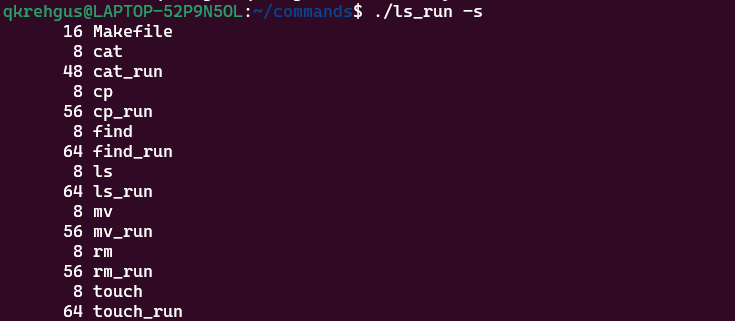 qkrehgus@LAPTOP-52P9N5OL:~/commands$ ./ls_run -s
16 Makefile
8 cat
48 cat_run
8 cp
56 cp_run
8 find
64 find_run
8 ls
64 ls_run
8 mv
56 mv_run
8 rm
56 rm_run
8 touch
64 touch_run